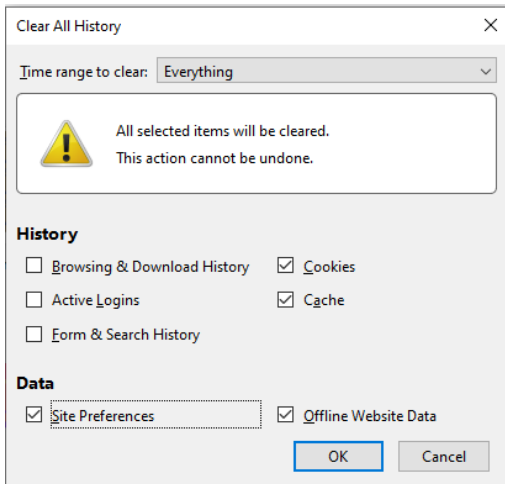 Clear All History
Time range to clear: Everything
All selected items will be cleared.
This action cannot be undone.
History
Browsing & Download History
Cookies
Active Logins
Cache
Form & Search History
Data
Site Preferences
Offline Website Data
OK
Cancel